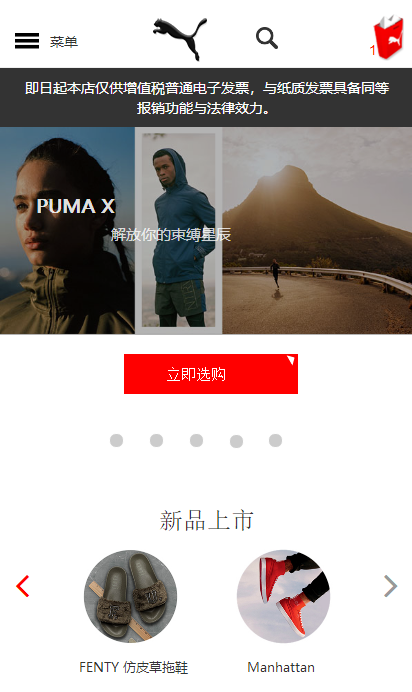 菜单
1
即日起本店仅供增值税普通电子发票，与纸质发票具备同等
报销功能与法律效力。
PUMA X
解放你的束缚星辰
立即选购
新品上市
FENTY 仿皮草拖鞋
Manhattan